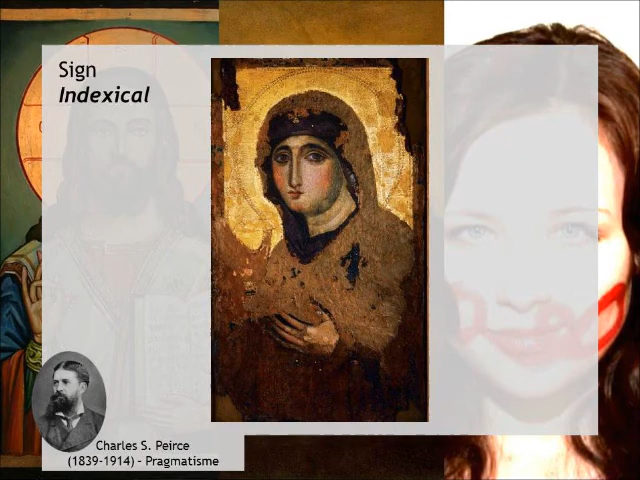 Sign
Indexical
Charles S. Peirce
(1839-1914) – Pragmatisme